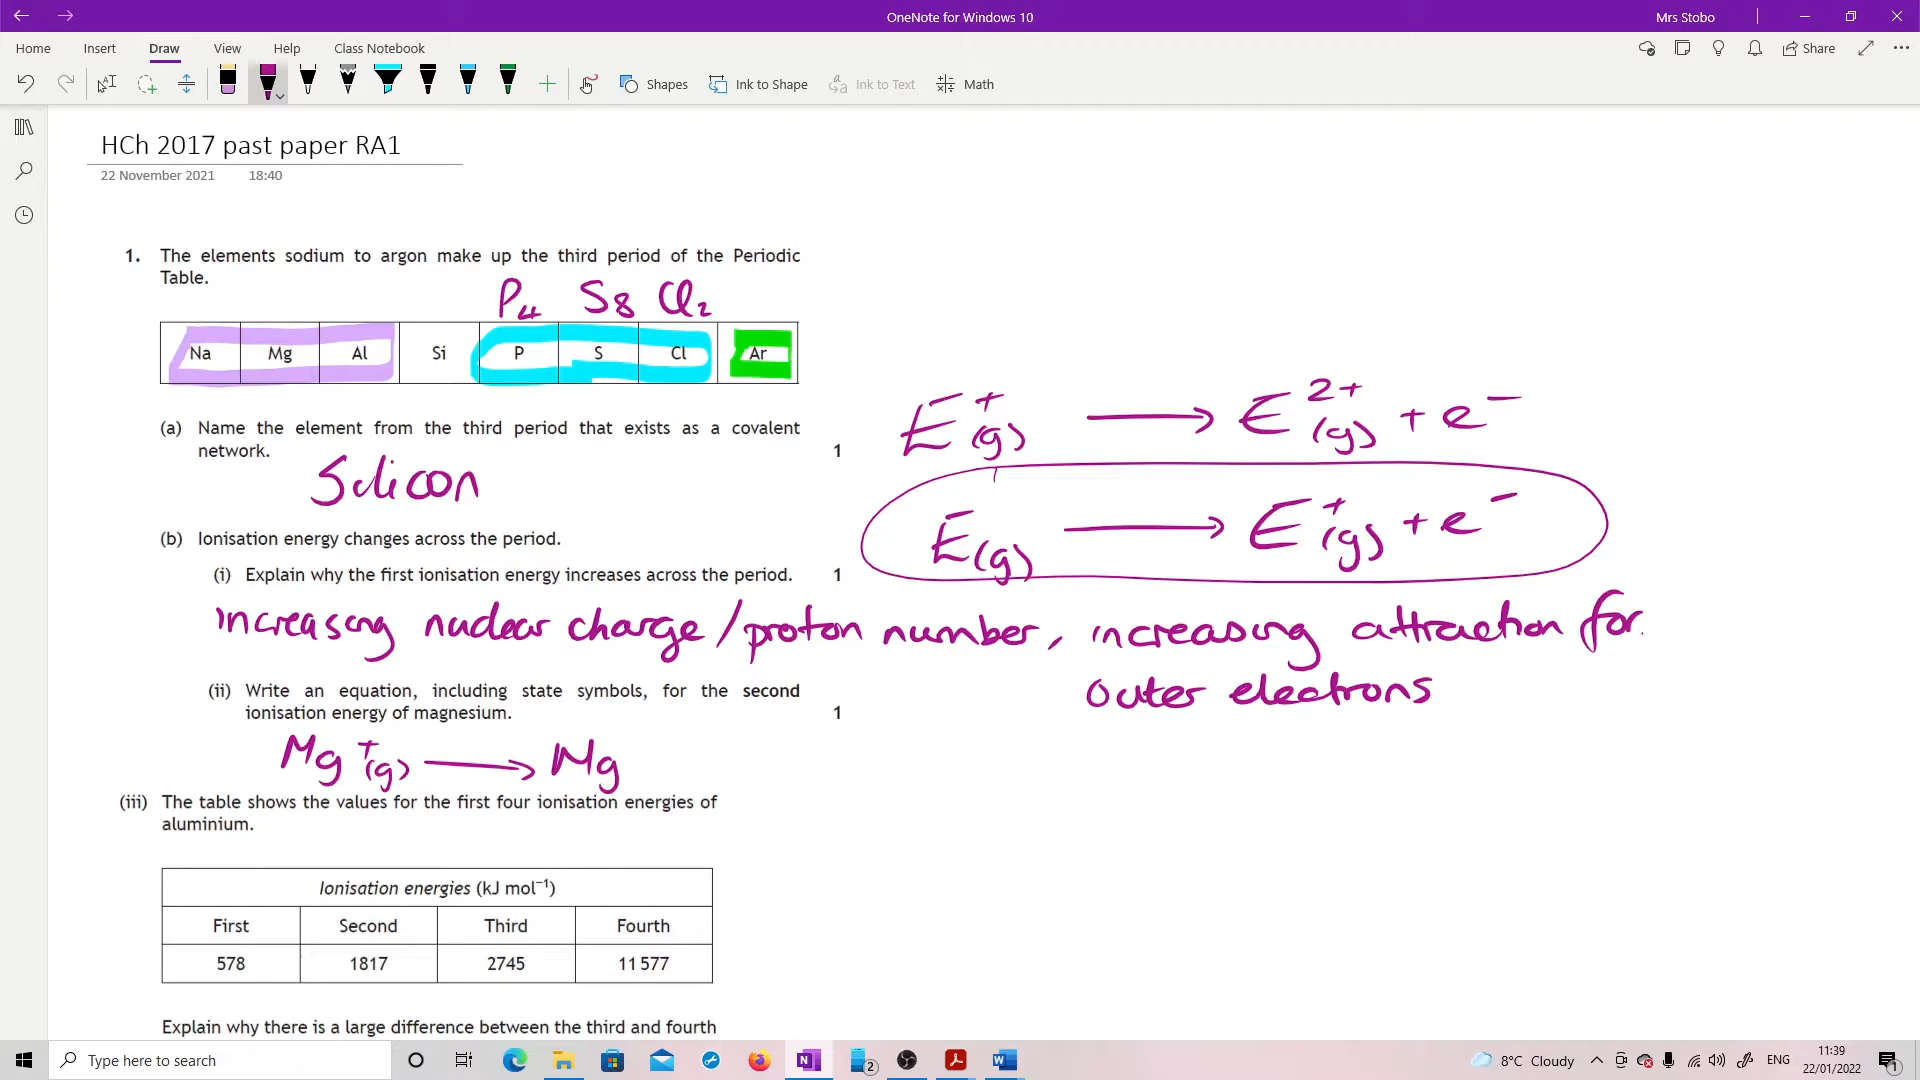 OneNote for Windows 10
Mrs Stobo
Home Insert Draw View Help Class Notebook
Share
Shapes Ink to Shape Ink to Text Math
HCh 2017 past paper RA1
22 November 2021 18:40
1. The elements sodium to argon make up the third period of the Periodic
Table.
P4 S8 Cl2
Na Mg Al Si P S Cl Ar
(a) Name the element from the third period that exists as a covalent
network. 1
Silicon
E+(g) → E2+(g) + e−
E(g) → E+(g) + e−
(b) Ionisation energy changes across the period.
(i) Explain why the first ionisation energy increases across the period. 1
increasing nuclear charge/proton number, increasing attraction for
outer electrons
(ii) Write an equation, including state symbols, for the second
ionisation energy of magnesium. 1
Mg+(g) → Mg
(iii) The table shows the values for the first four ionisation energies of
aluminium.
Ionisation energies (kJ mol−1)
First Second Third Fourth
578 1817 2745 11 577
Explain why there is a large difference between the third and fourth
Type here to search
2
8°C Cloudy
ENG
11:39
22/01/2022
1